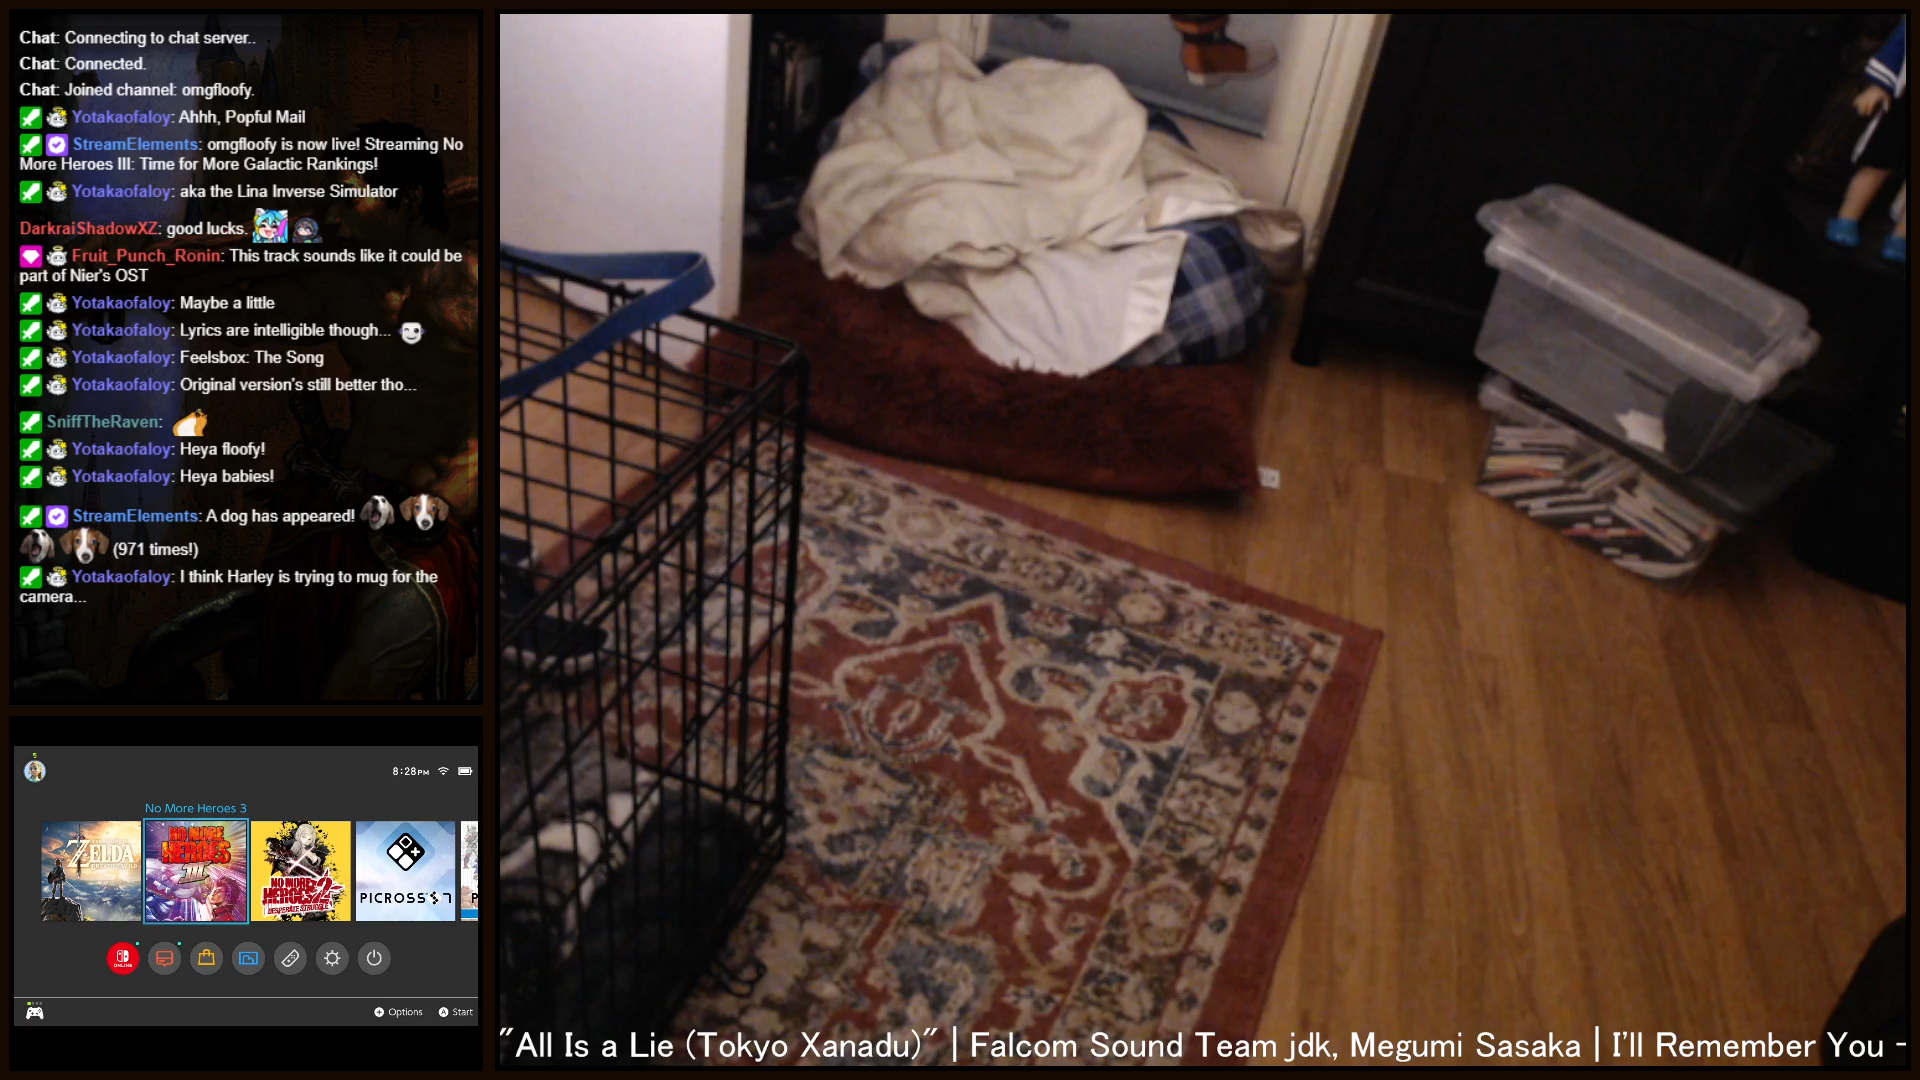 Chat: Connecting to chat server..
Chat: Connected.
Chat: Joined channel: omgfloofy.
Yotakaofaloy: Ahhh, Popful Mail
StreamElements: omgfloofy is now live! Streaming No
More Heroes III: Time for More Galactic Rankings!
Yotakaofaloy: aka the Lina Inverse Simulator
DarkraiShadowXZ: good lucks.
Fruit_Punch_Ronin: This track sounds like it could be
part of Nier's OST
Yotakaofaloy: Maybe a little
Yotakaofaloy: Lyrics are intelligible though...
Yotakaofaloy: Feelsbox: The Song
Yotakaofaloy: Original version's still better tho...
SniffTheRaven:
Yotakaofaloy: Heya floofy!
Yotakaofaloy: Heya babies!
StreamElements: A dog has appeared!
(971 times!)
Yotakaofaloy: I think Harley is trying to mug for the
camera...
8:28PM
No More Heroes 3
ZELDA
NO MORE
HEROES
III
NO MORE
HEROES 2
DESPERATE STRUGGLE
PICROSS S7
ONLINE
Options
Start
"All Is a Lie (Tokyo Xanadu)" | Falcom Sound Team jdk, Megumi Sasaka | I'll Remember You -